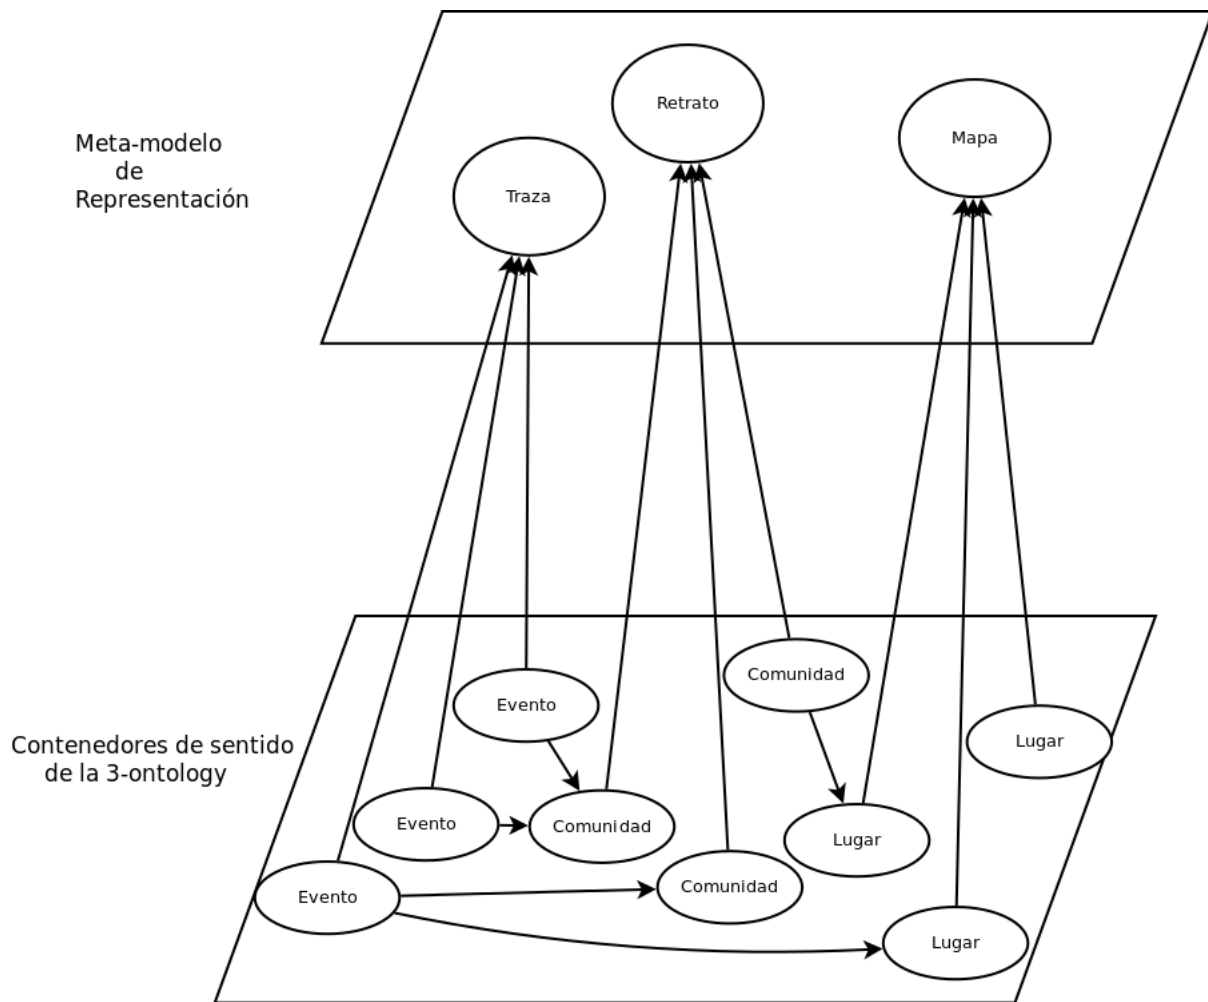 Retrato
Mapa
Meta-modelo
de
Representación
Traza
Comunidad
Evento
Lugar
Contenedores de sentido
de la 3-ontology
Evento
Comunidad
Lugar
Comunidad
Evento
Lugar